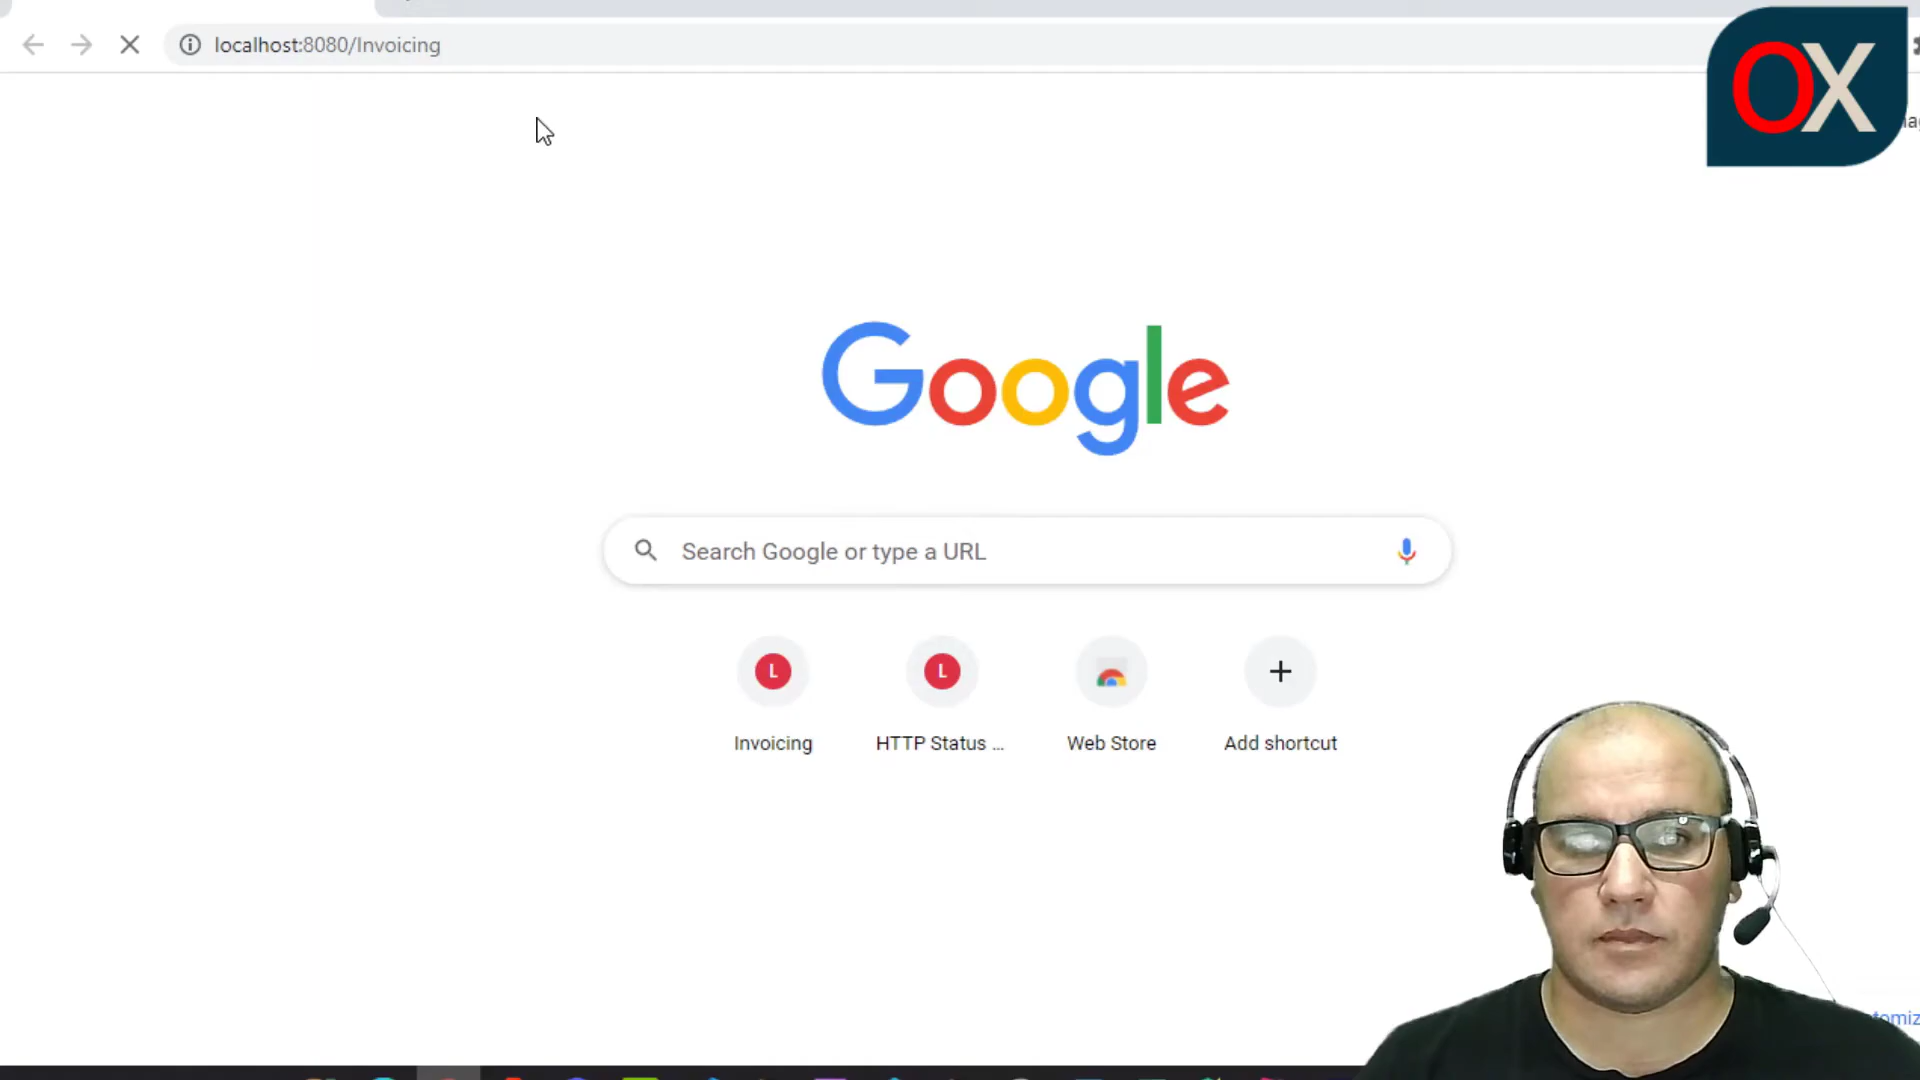 localhost:8080/Invoicing
OX
Google
Search Google or type a URL
L
L
Invoicing
HTTP Status ...
Web Store
Add shortcut